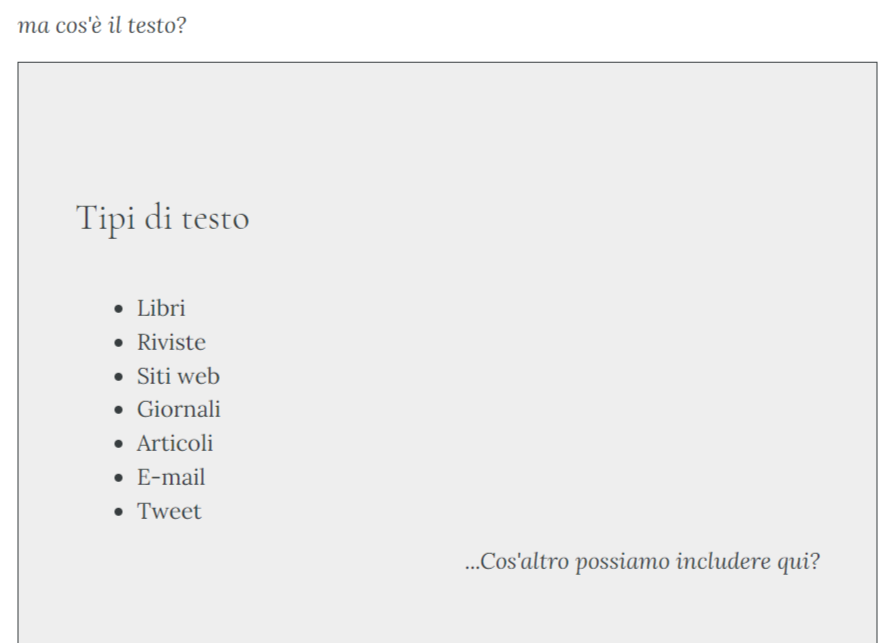 ma cos'è il testo?
Tipi di testo
Libri
Riviste
Siti web
Giornali
Articoli
E-mail
Tweet
...Cos'altro possiamo includere qui?